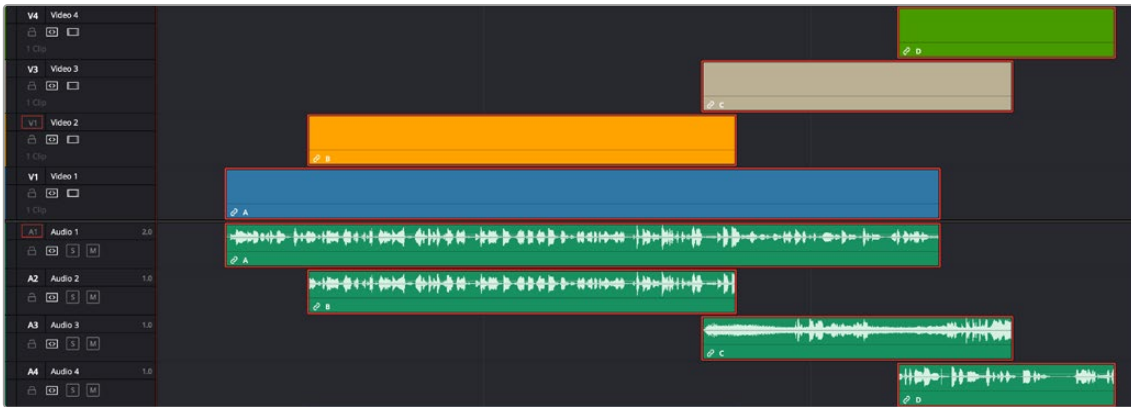 V4 Video 4
1 Clip
D
V3 Video 3
1 Clip
C
V1 Video 2
1 Clip
B
V1 Video 1
1 Clip
A
A1 Audio 1 2.0
S M
A
A2 Audio 2 1.0
S M
B
A3 Audio 3 1.0
S M
C
A4 Audio 4 1.0
S M
D